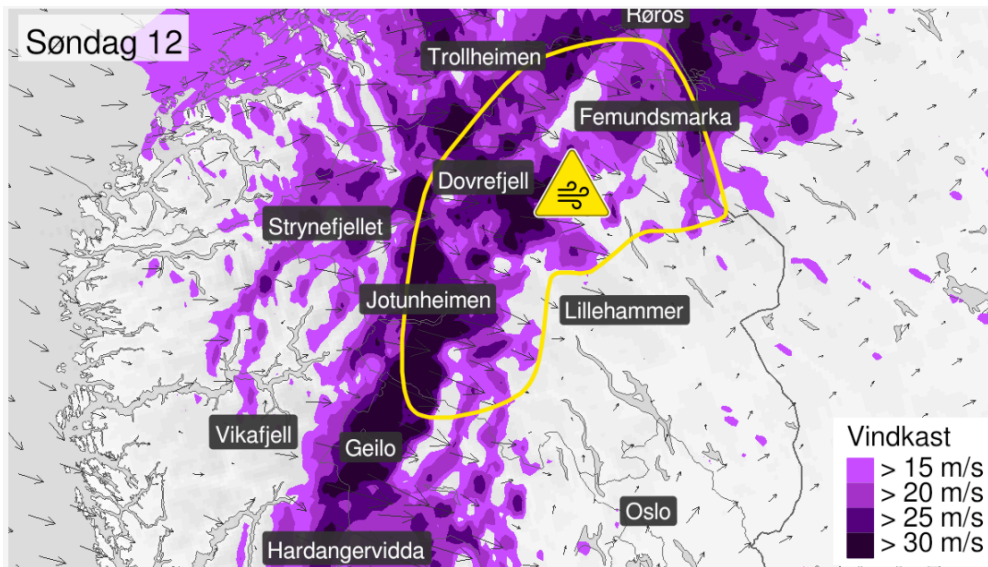 Søndag 12
Røros
Trollheimen
Femundsmarka
Dovrefjell
Strynefjellet
Jotunheimen
Lillehammer
Vikafjell
Geilo
Oslo
Hardangervidda
Vindkast
> 15 m/s
> 20 m/s
> 25 m/s
> 30 m/s